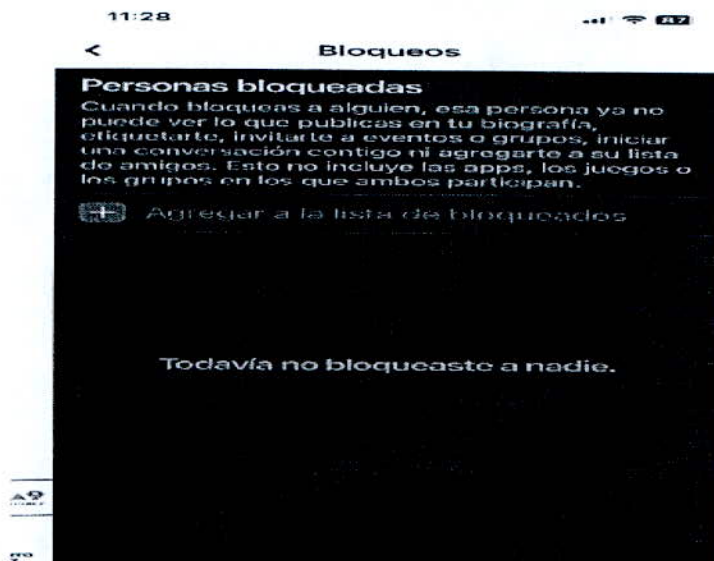 11:28
87
Bloqueos
Personas bloqueadas
Cuando bloqueas a alguien, esa persona ya no
puede ver lo que publicas en tu biografía,
etiquetarte, invitarte a eventos o grupos, iniciar
una conversación contigo ni agregarte a su lista
de amigos. Esto no incluye las apps, los juegos o
los grupos en los que ambos participan.
Agregar a la lista de bloqueados
Todavía no bloqueaste a nadie.